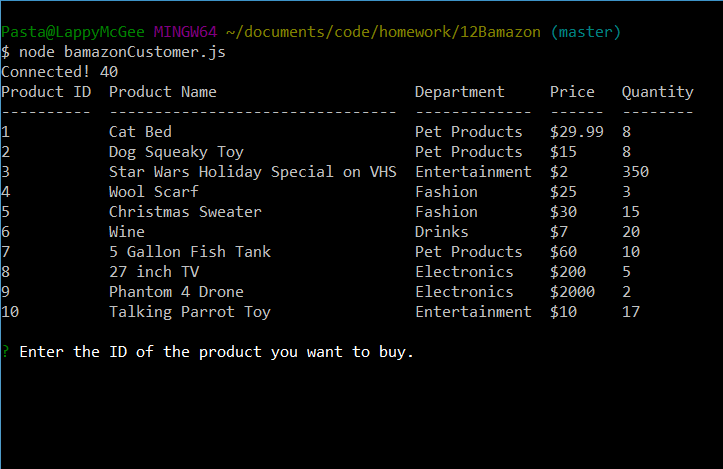 Pasta@LappyMcGee MINGW64 ~/documents/code/homework/12Bamazon (master)
$ node bamazonCustomer.js
Connected! 40
Product ID  Product Name                      Department     Price   Quantity
----------  --------------------------------  -------------  ------  --------
1           Cat Bed                           Pet Products   $29.99  8
2           Dog Squeaky Toy                   Pet Products   $15     8
3           Star Wars Holiday Special on VHS  Entertainment  $2      350
4           Wool Scarf                        Fashion        $25     3
5           Christmas Sweater                 Fashion        $30     15
6           Wine                              Drinks         $7      20
7           5 Gallon Fish Tank                Pet Products   $60     10
8           27 inch TV                        Electronics    $200    5
9           Phantom 4 Drone                   Electronics    $2000   2
10          Talking Parrot Toy                Entertainment  $10     17
? Enter the ID of the product you want to buy.